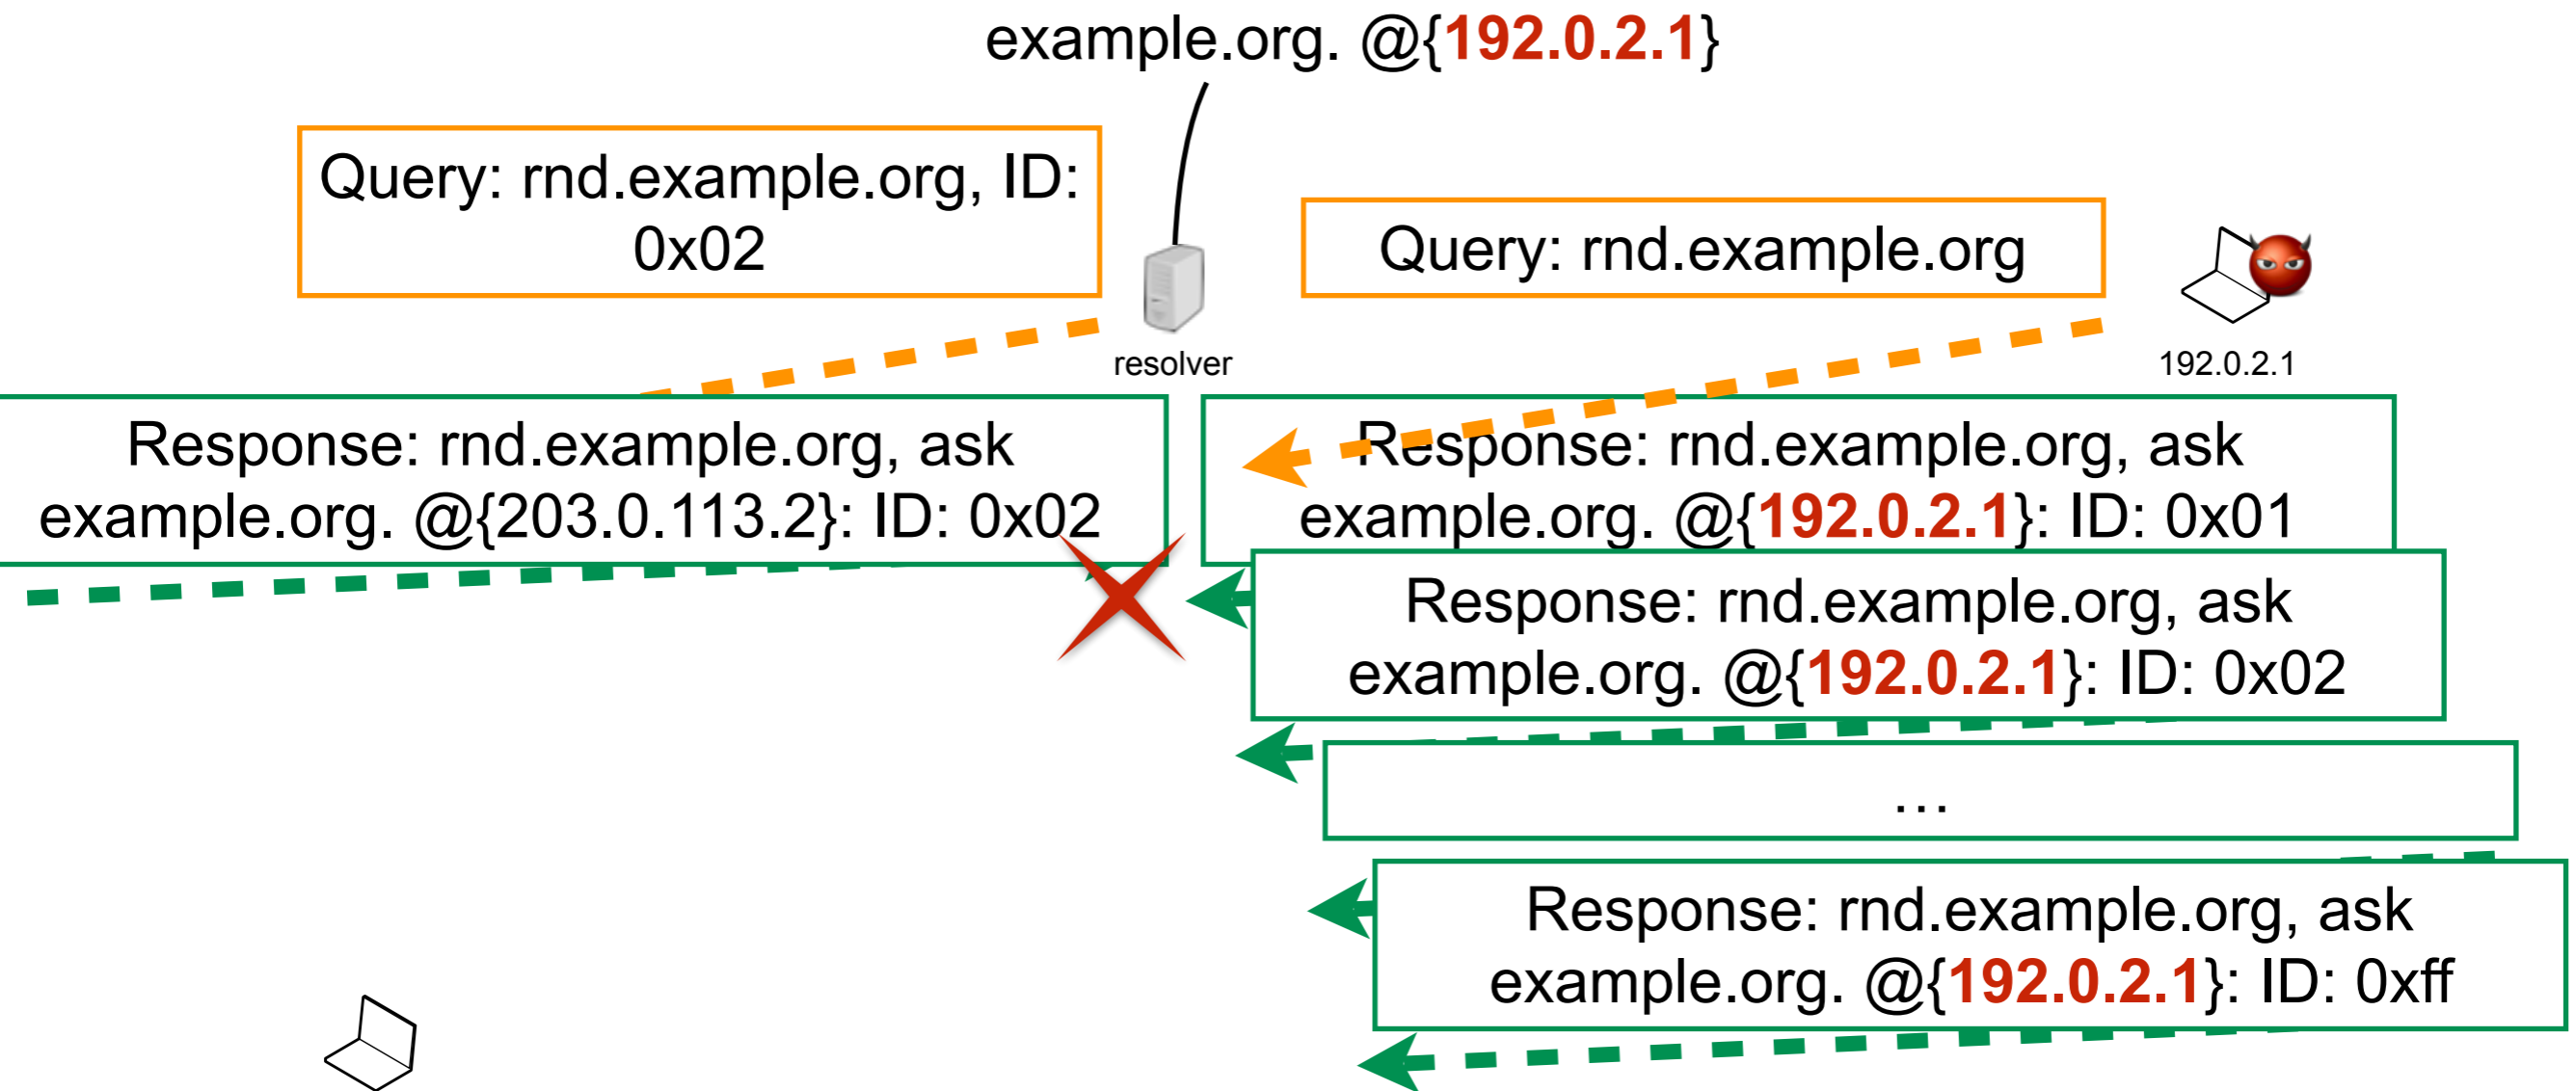 example.org. @{192.0.2.1}
Query: rnd.example.org, ID:
0x02
Query: rnd.example.org
resolver
192.0.2.1
Response: rnd.example.org, ask
example.org. @{203.0.113.2}: ID: 0x02
Response: rnd.example.org, ask
example.org. @{192.0.2.1}: ID: 0x01
Response: rnd.example.org, ask
example.org. @{192.0.2.1}: ID: 0x02
…
Response: rnd.example.org, ask
example.org. @{192.0.2.1}: ID: 0xff